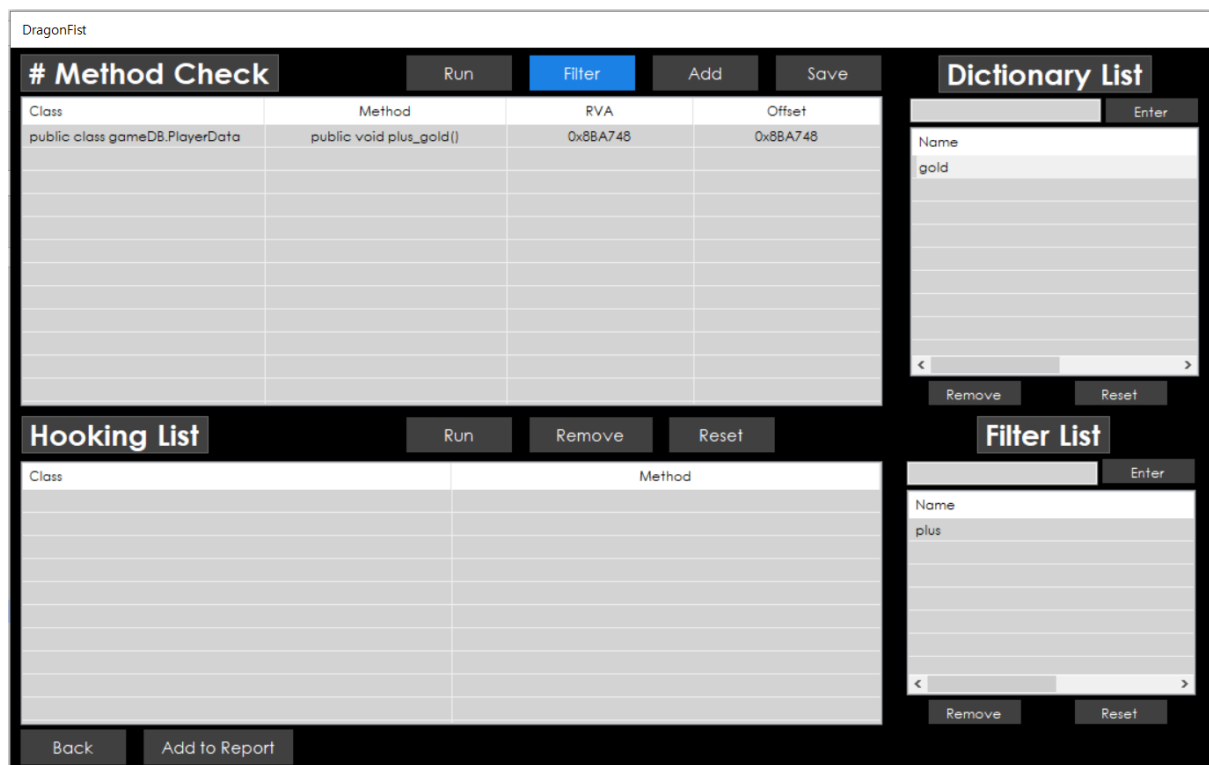 DragonFist
# Method Check Run Filter Add Save
Class Method RVA Offset
public class gameDB.PlayerData public void plus_gold() 0x8BA748 0x8BA748
Dictionary List
Enter
Name
gold
Remove Reset
Hooking List Run Remove Reset
Class Method
Filter List
Enter
Name
plus
Remove Reset
Back Add to Report